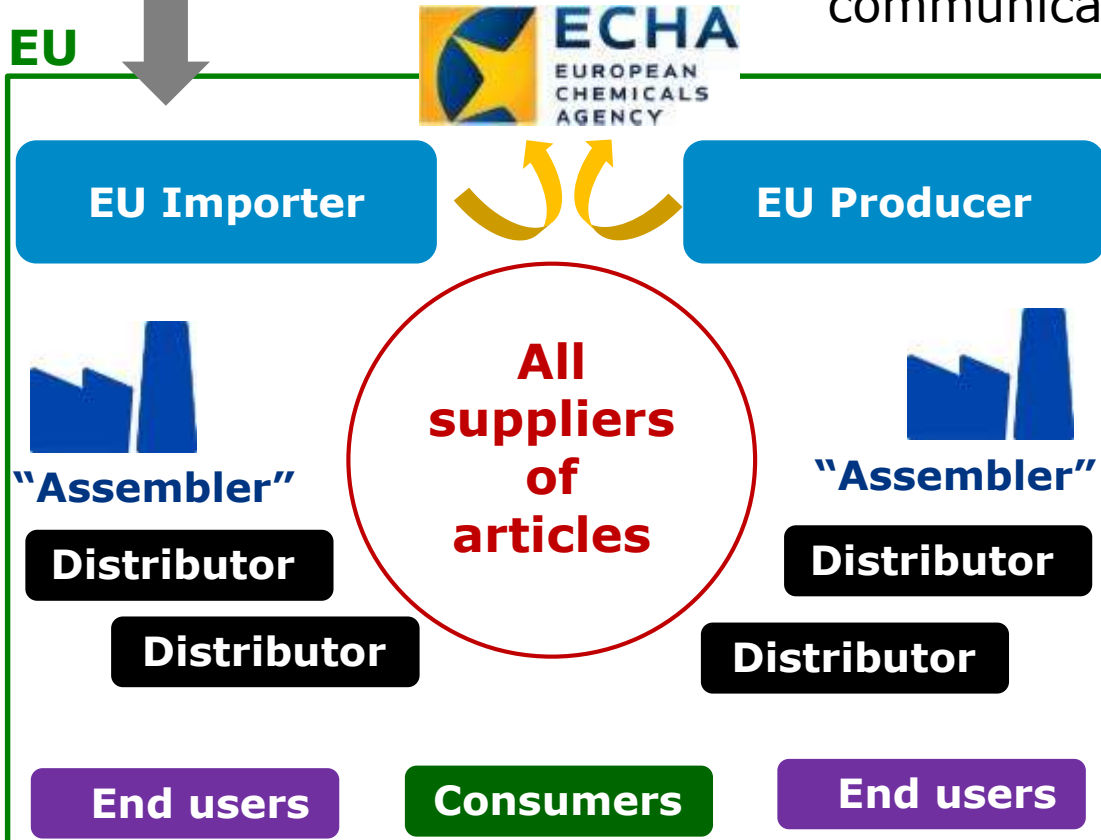 communica
EU
ECHA
EUROPEAN
CHEMICALS
AGENCY
EU Importer
EU Producer
All
suppliers
of
articles
“Assembler”
“Assembler”
Distributor
Distributor
Distributor
Distributor
End users
Consumers
End users